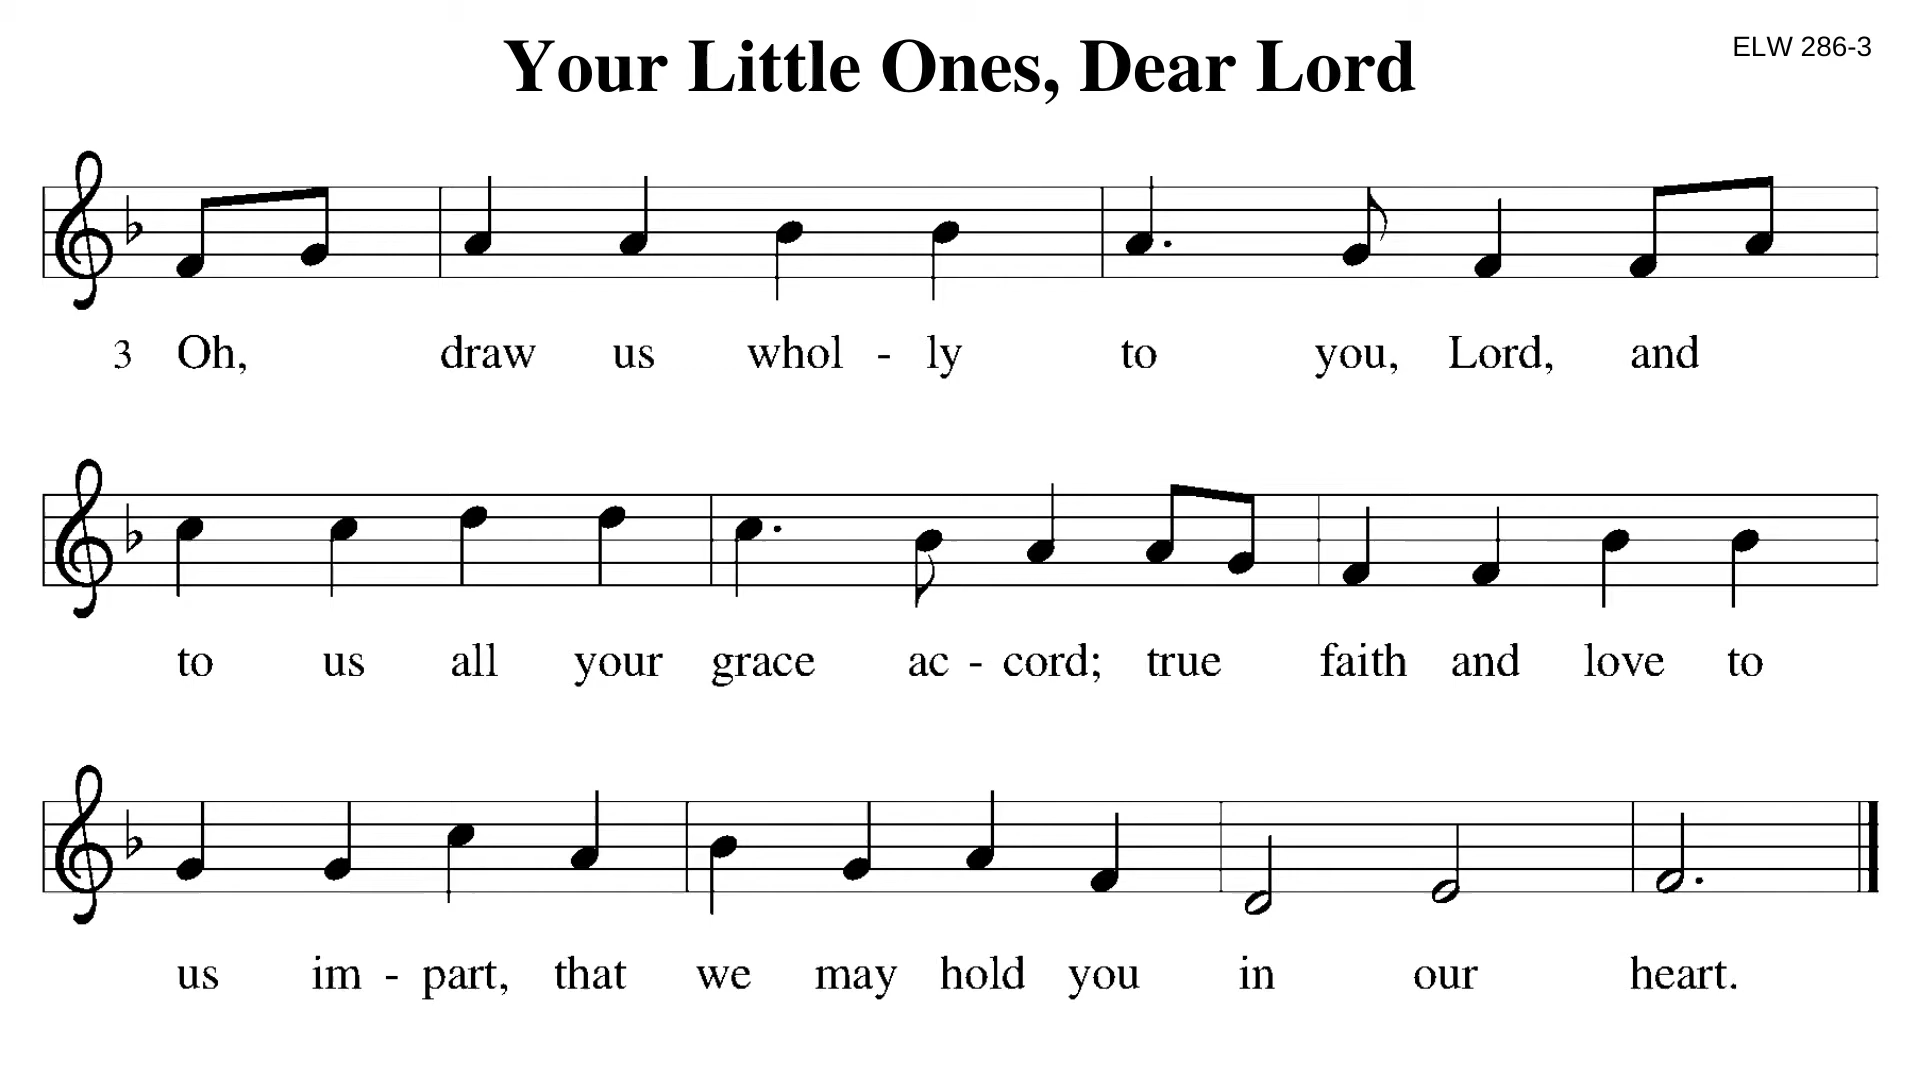 Your Little Ones, Dear Lord
ELW 286-3
3 Oh, draw us whol - ly to you, Lord, and
to us all your grace ac - cord; true faith and love to
us im - part, that we may hold you in our heart.